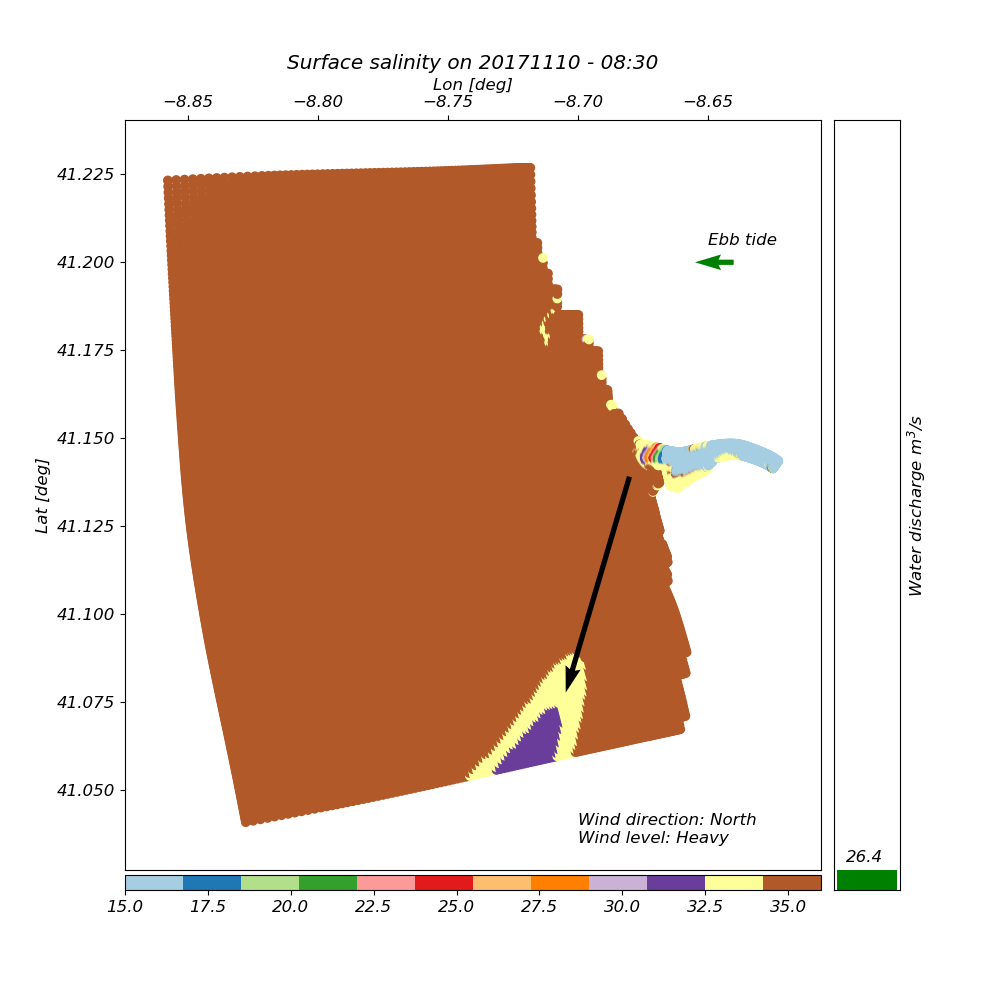 Surface salinity on 20171110 - 08:30
Lon [deg]
−8.85 −8.80 −8.75 −8.70 −8.65
41.225
41.200
41.175
41.150
41.125
41.100
41.075
41.050
Lat [deg]
Ebb tide
Wind direction: North
Wind level: Heavy
15.0 17.5 20.0 22.5 25.0 27.5 30.0 32.5 35.0
26.4
Water discharge m³/s